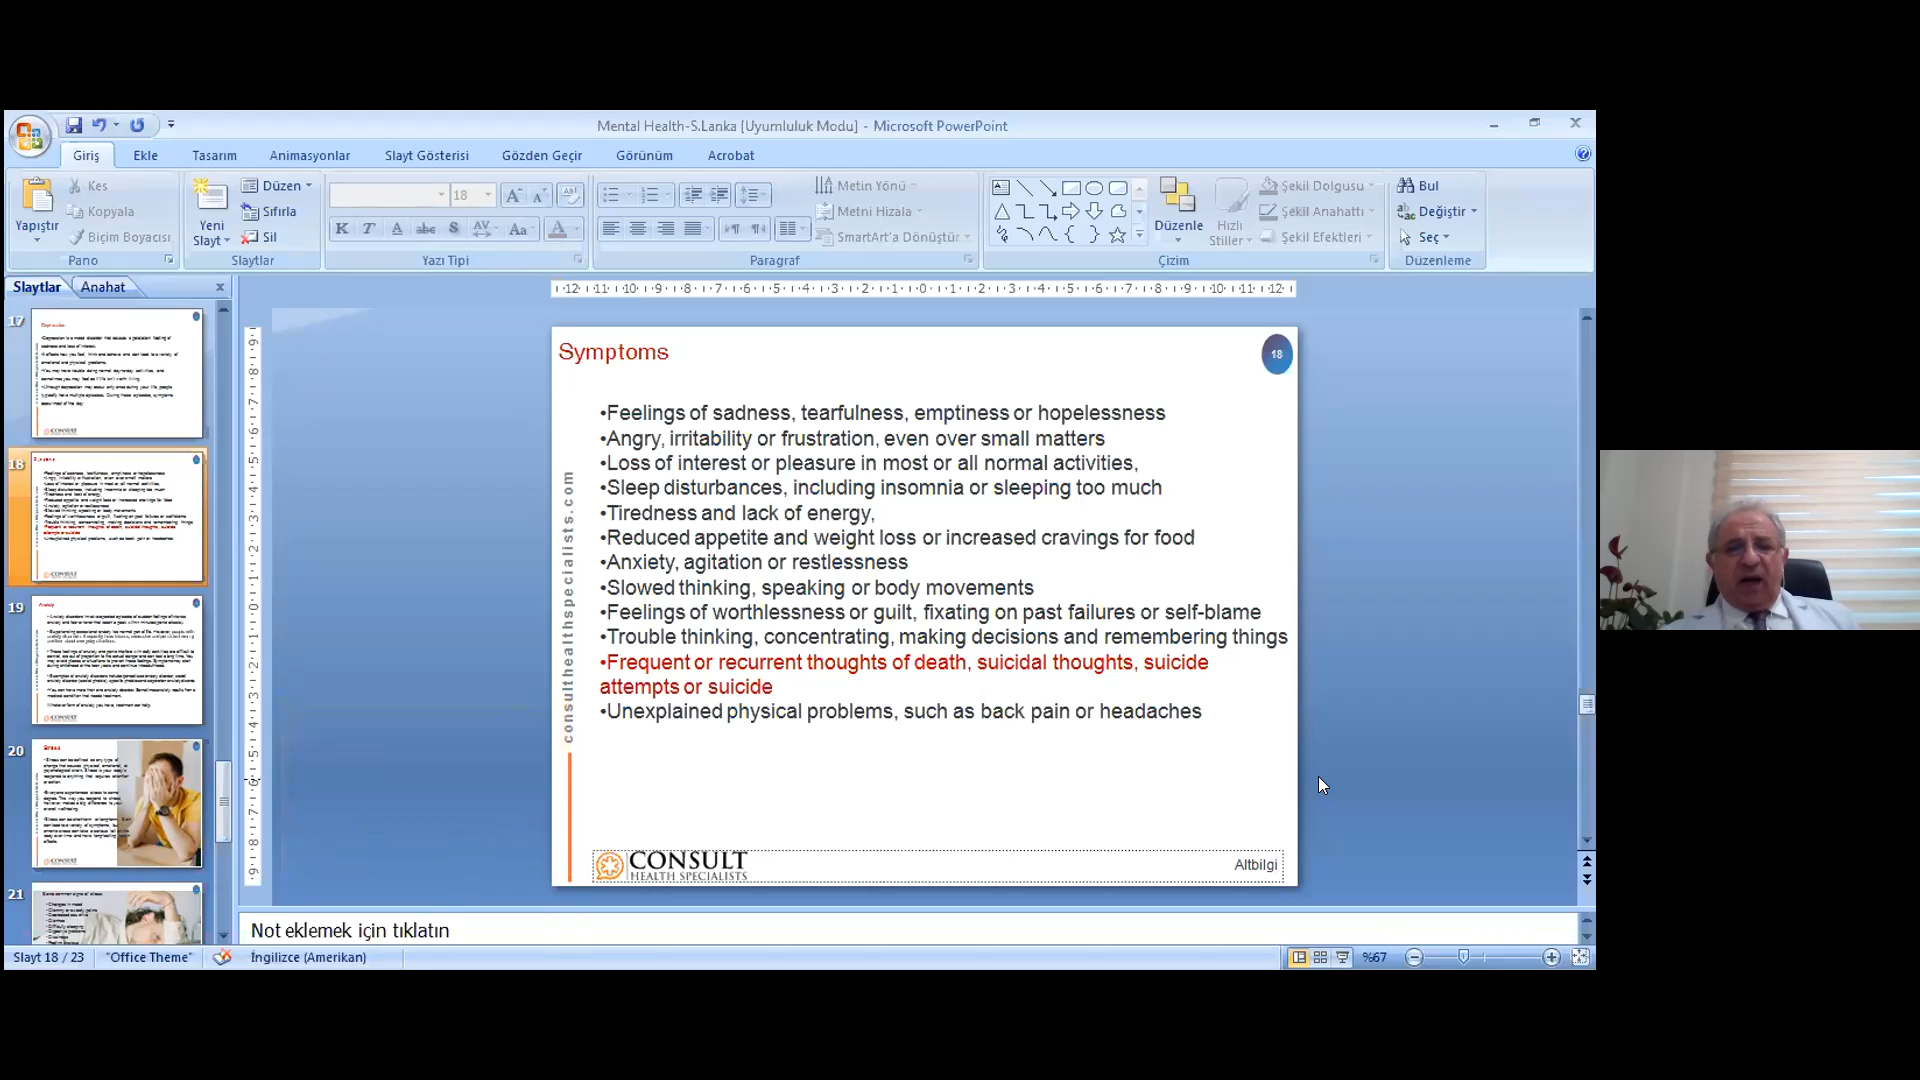 Mental Health-S.Lanka [Uyumluluk Modu] - Microsoft PowerPoint
Giriş Ekle Tasarım Animasyonlar Slayt Gösterisi Gözden Geçir Görünüm Acrobat
Kes
Kopyala
Biçim Boyacısı
Yapıştır
Pano
Yeni
Slayt
Düzen
Sıfırla
Sil
Slaytlar
18
Yazı Tipi
Metin Yönü
Metni Hizala
SmartArt'a Dönüştür
Paragraf
Düzenle
Hızlı
Stiller
Şekil Dolgusu
Şekil Anahattı
Şekil Efektleri
Çizim
Bul
Değiştir
Seç
Düzenleme
Slaytlar Anahat
17
18
19
20
Stress
21
Symptoms
18
•Feelings of sadness, tearfulness, emptiness or hopelessness
•Angry, irritability or frustration, even over small matters
•Loss of interest or pleasure in most or all normal activities,
•Sleep disturbances, including insomnia or sleeping too much
•Tiredness and lack of energy,
•Reduced appetite and weight loss or increased cravings for food
•Anxiety, agitation or restlessness
•Slowed thinking, speaking or body movements
•Feelings of worthlessness or guilt, fixating on past failures or self-blame
•Trouble thinking, concentrating, making decisions and remembering things
•Frequent or recurrent thoughts of death, suicidal thoughts, suicide
attempts or suicide
•Unexplained physical problems, such as back pain or headaches
consulthealthspecialists.com
CONSULT
HEALTH SPECIALISTS
Altbilgi
Not eklemek için tıklatın
Slayt 18 / 23 "Office Theme" İngilizce (Amerikan) %67